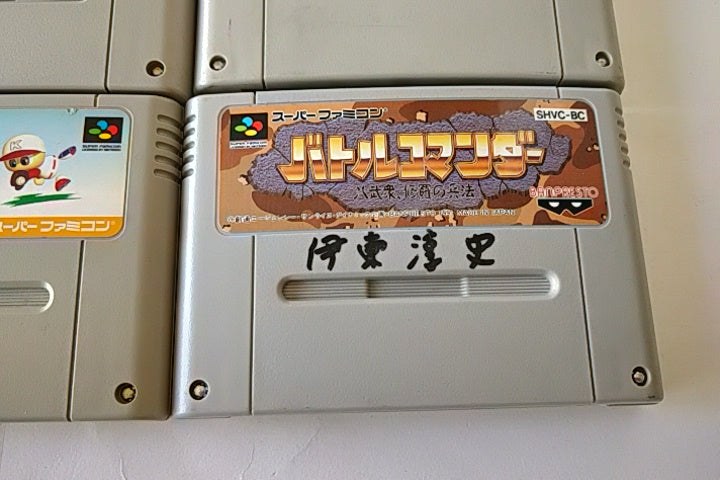 スーパーファミコン
SHVC-BC
バトルコマンダー
八武衆、修羅の兵法
BANPRESTO
伊東淳史
スーパーファミコン
K